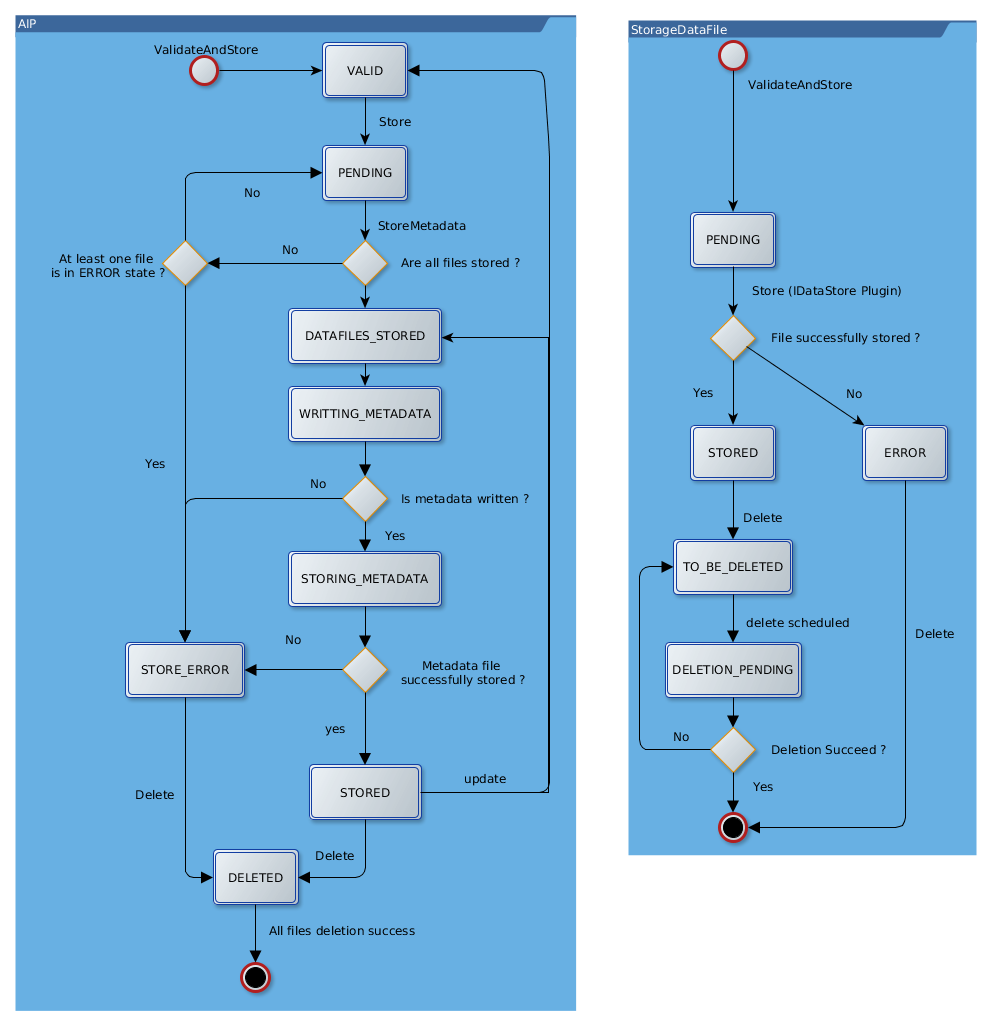 AIP
ValidateAndStore
VALID
Store
PENDING
No
StoreMetadata
At least one file
is in ERROR state ?
No
Are all files stored ?
DATAFILES_STORED
WRITTING_METADATA
Yes
No
Is metadata written ?
Yes
STORING_METADATA
No
STORE_ERROR
Metadata file
successfully stored ?
yes
update
STORED
Delete
Delete
DELETED
All files deletion success
StorageDataFile
ValidateAndStore
PENDING
Store (IDataStore Plugin)
File successfully stored ?
Yes
No
STORED
ERROR
Delete
TO_BE_DELETED
delete scheduled
Delete
DELETION_PENDING
No
Deletion Succeed ?
Yes